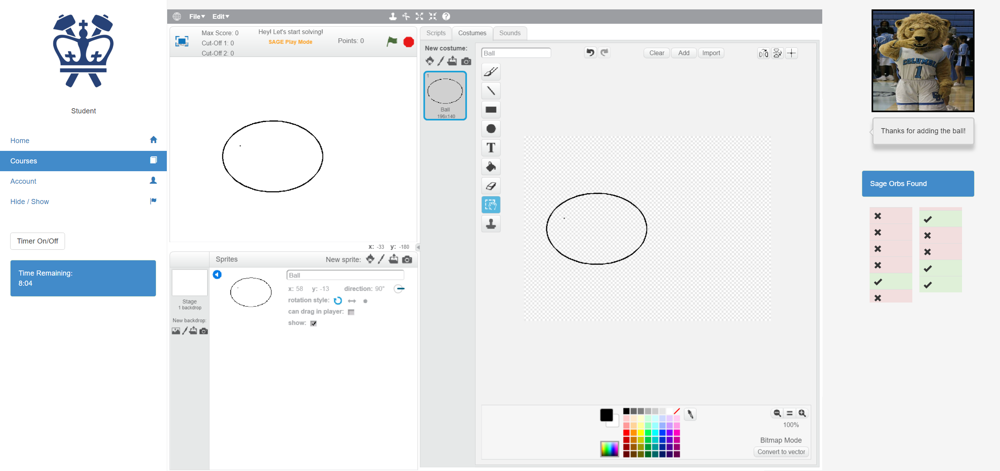 Student
Home
Courses
Account
Hide / Show
Timer On/Off
Time Remaining:
8:04
File Edit
Max Score: 0
Cut-Off 1: 0
Cut-Off 2: 0
Hey! Let's start solving!
SAGE Play Mode
Points: 0
x: -33 y: -180
Sprites
New sprite:
Ball
x: 58 y: -13 direction: 90°
rotation style:
can drag in player:
show:
Stage
1 backdrop
New backdrop:
Scripts Costumes Sounds
New costume:
1
Ball
196x140
Ball
Clear Add Import
T
100%
Bitmap Mode
Convert to vector
1
Thanks for adding the ball!
Sage Orbs Found